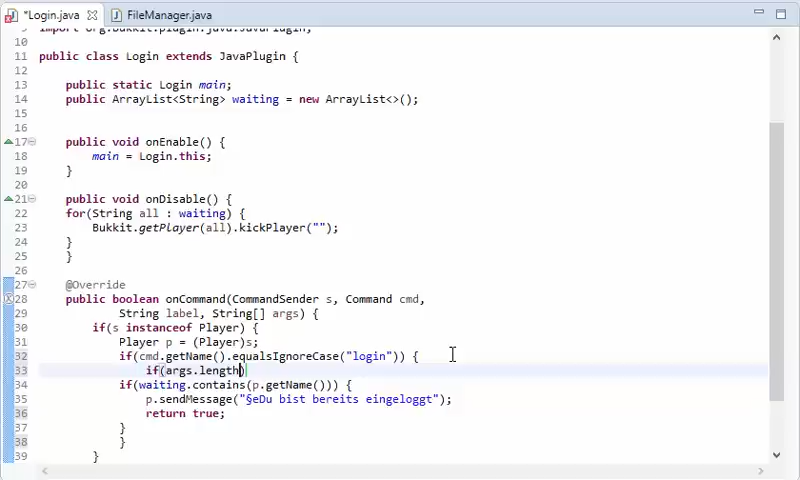 *Login.java
FileManager.java
9 import org.bukkit.plugin.java.JavaPlugin;
10
11 public class Login extends JavaPlugin {
12
13 public static Login main;
14 public ArrayList<String> waiting = new ArrayList<>();
15
16
17 public void onEnable() {
18 main = Login.this;
19 }
20
21 public void onDisable() {
22 for(String all : waiting) {
23 Bukkit.getPlayer(all).kickPlayer("");
24 }
25 }
26
27 @Override
28 public boolean onCommand(CommandSender s, Command cmd,
29 String label, String[] args) {
30 if(s instanceof Player) {
31 Player p = (Player)s;
32 if(cmd.getName().equalsIgnoreCase("login")) {
33 if(args.length)
34 if(waiting.contains(p.getName())) {
35 p.sendMessage("§eDu bist bereits eingeloggt");
36 return true;
37 }
38 }
39 }